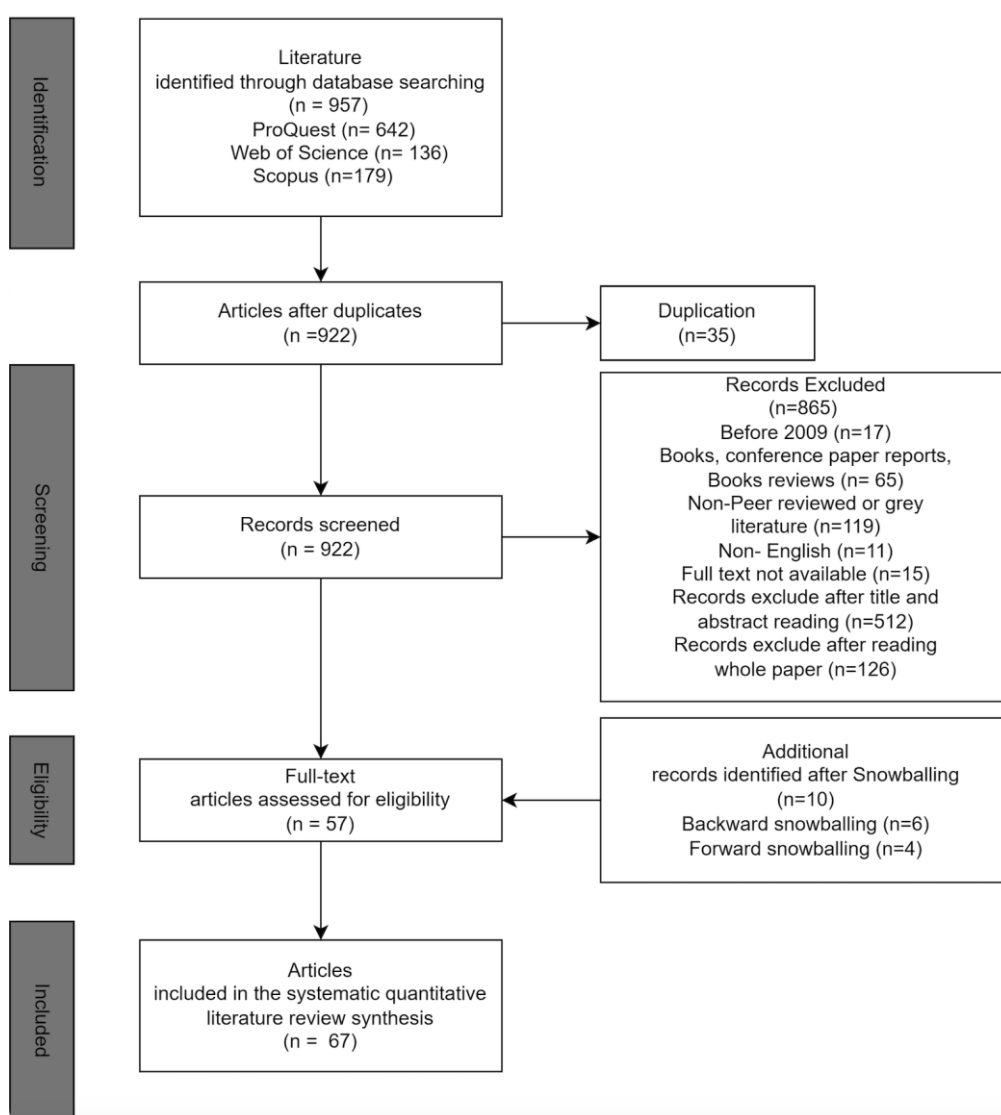 Identification
Literature
identified through database searching
(n = 957)
ProQuest (n= 642)
Web of Science (n= 136)
Scopus (n=179)
Articles after duplicates
(n =922)
Duplication
(n=35)
Screening
Records screened
(n = 922)
Records Excluded
(n=865)
Before 2009 (n=17)
Books, conference paper reports,
Books reviews (n= 65)
Non-Peer reviewed or grey
literature (n=119)
Non- English (n=11)
Full text not available (n=15)
Records exclude after title and
abstract reading (n=512)
Records exclude after reading
whole paper (n=126)
Eligibility
Full-text
articles assessed for eligibility
(n = 57)
Additional
records identified after Snowballing
(n=10)
Backward snowballing (n=6)
Forward snowballing (n=4)
Included
Articles
included in the systematic quantitative
literature review synthesis
(n = 67)